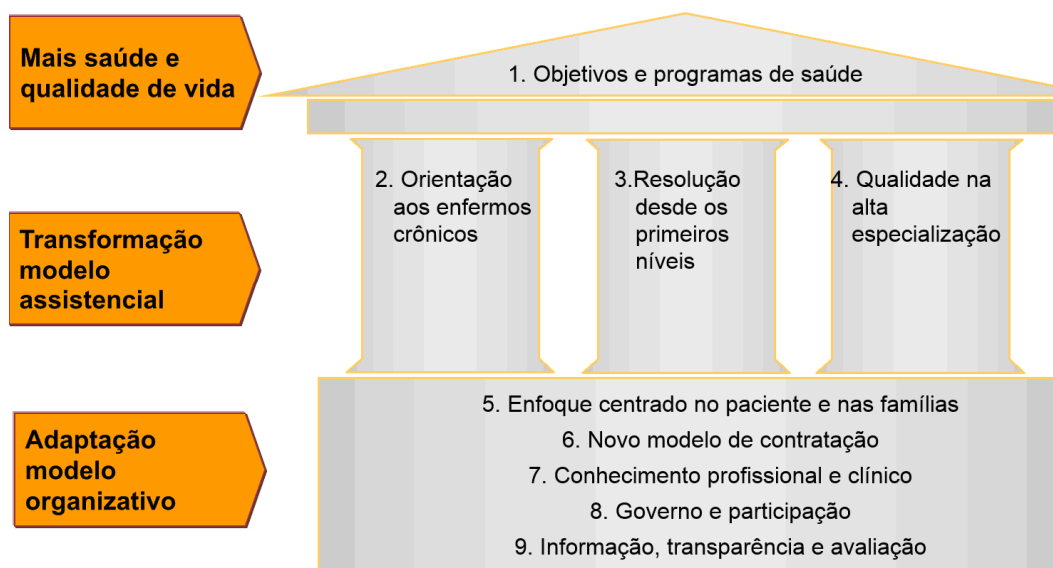 Mais saúde e
qualidade de vida
1. Objetivos e programas de saúde
Transformação
modelo
assistencial
2. Orientação
aos enfermos
crônicos
3.Resolução
desde os
primeiros
níveis
4. Qualidade na
alta
especialização
Adaptação
modelo
organizativo
5. Enfoque centrado no paciente e nas famílias
6. Novo modelo de contratação
7. Conhecimento profissional e clínico
8. Governo e participação
9. Informação, transparência e avaliação